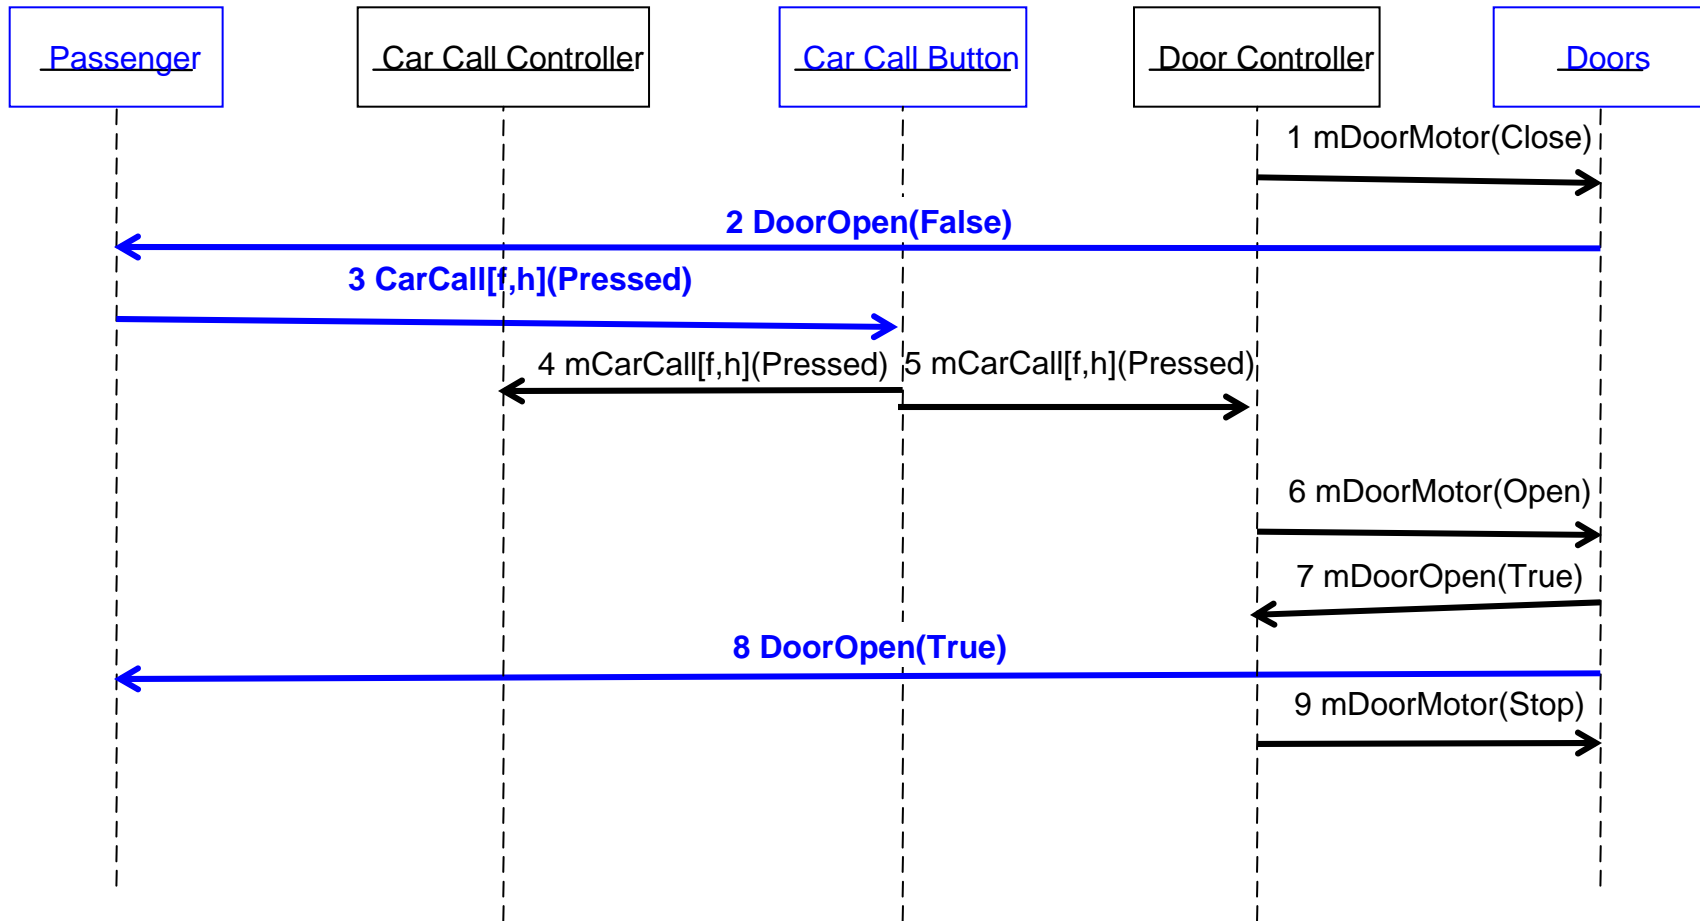 Passenger
Car Call Controller
Car Call Button
Door Controller
Doors
1 mDoorMotor(Close)
2 DoorOpen(False)
3 CarCall[f,h](Pressed)
4 mCarCall[f,h](Pressed)
5 mCarCall[f,h](Pressed)
6 mDoorMotor(Open)
7 mDoorOpen(True)
8 DoorOpen(True)
9 mDoorMotor(Stop)